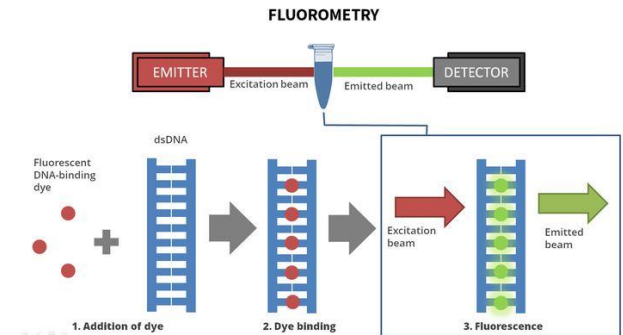 FLUOROMETRY
EMITTER
DETECTOR
Excitation beam
Emitted beam
dsDNA
Fluorescent
DNA-binding
dye
Excitation
beam
Emitted
beam
1. Addition of dye
2. Dye binding
3. Fluorescence